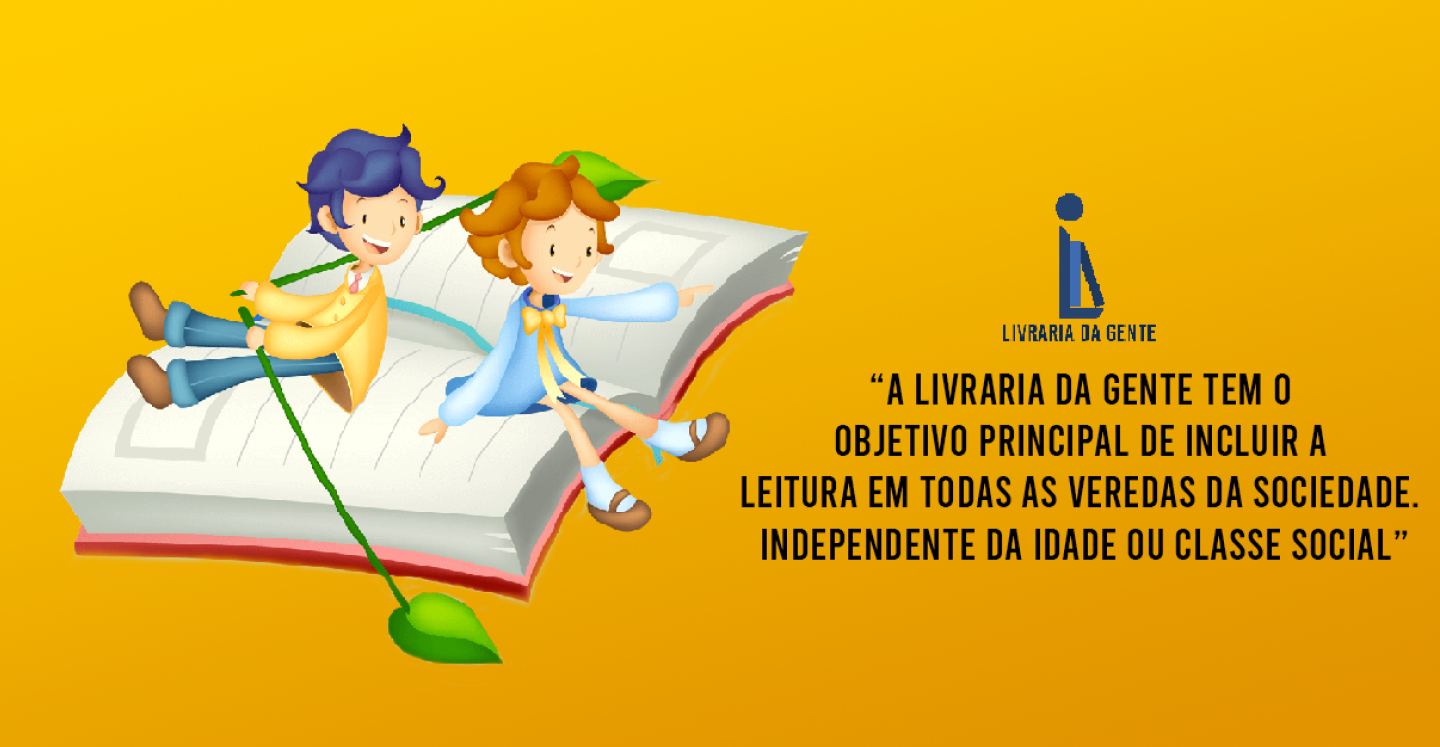 LIVRARIA DA GENTE
“A LIVRARIA DA GENTE TEM O
OBJETIVO PRINCIPAL DE INCLUIR A
LEITURA EM TODAS AS VEREDAS DA SOCIEDADE.
INDEPENDENTE DA IDADE OU CLASSE SOCIAL”